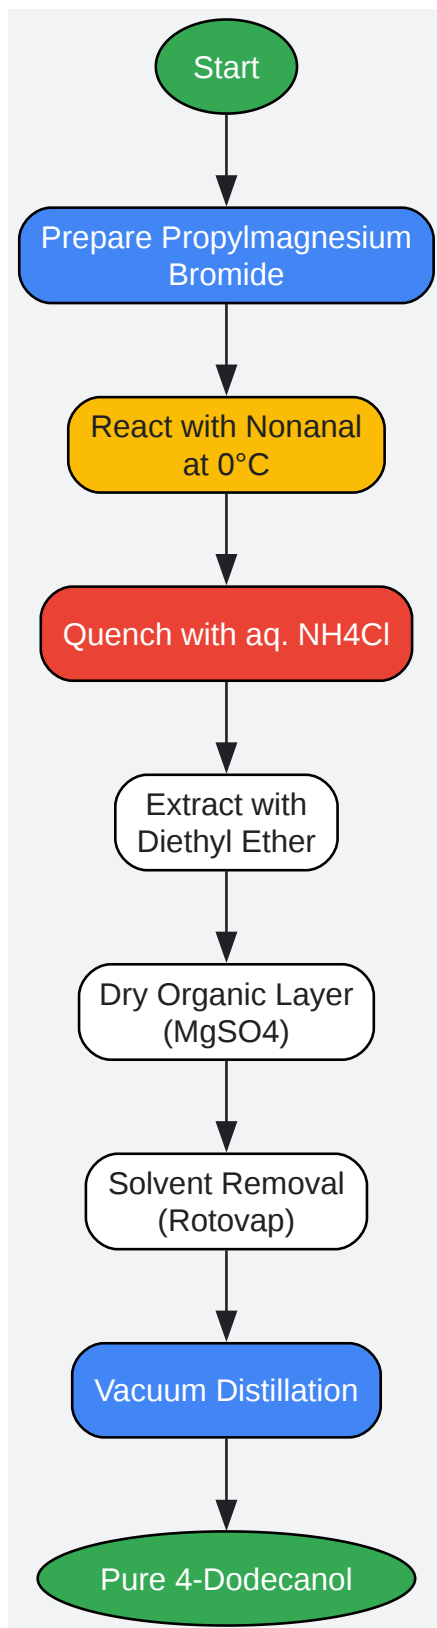 Start
Prepare Propylmagnesium
Bromide
React with Nonanal
at 0°C
Quench with aq. NH4Cl
Extract with
Diethyl Ether
Dry Organic Layer
(MgSO4)
Solvent Removal
(Rotovap)
Vacuum Distillation
Pure 4-Dodecanol